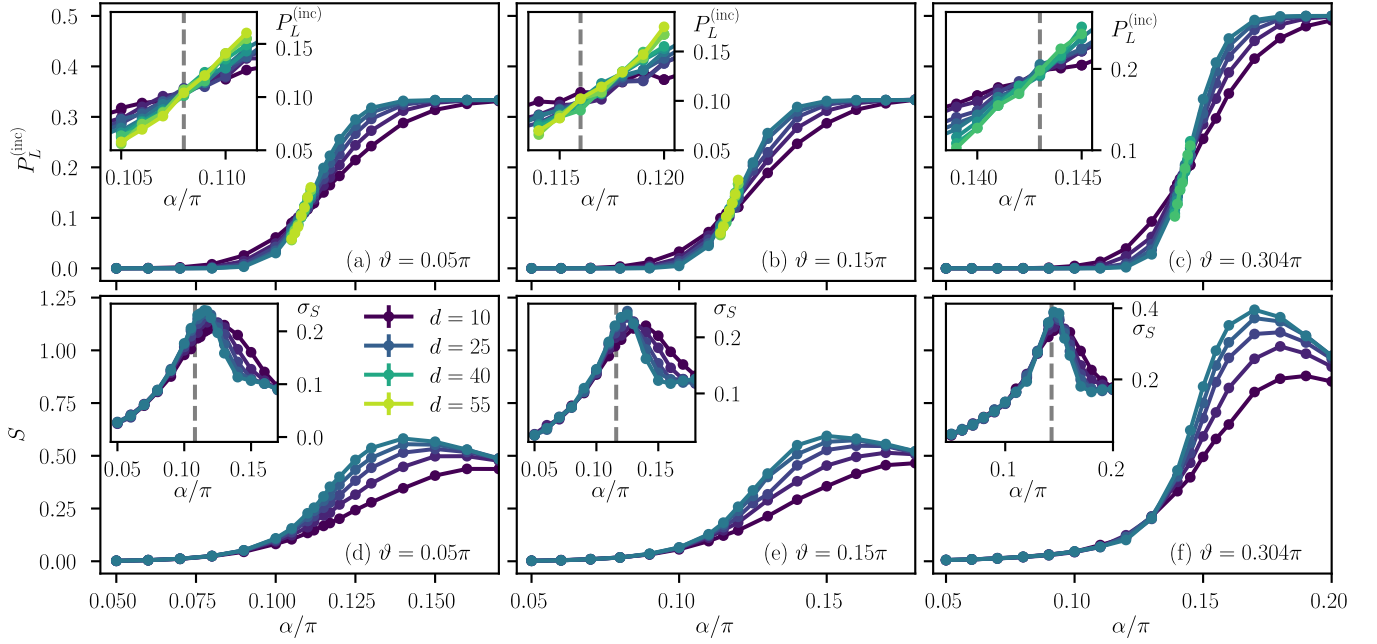 0.5
0.4
0.3
0.2
0.1
0.0
P_L^{(inc)}
P_L^{(inc)}
0.15
0.10
0.05
0.105
0.110
α/π
(a) ϑ = 0.05π
P_L^{(inc)}
0.15
0.10
0.05
0.115
0.120
α/π
(b) ϑ = 0.15π
P_L^{(inc)}
0.2
0.1
0.140
0.145
α/π
(c) ϑ = 0.304π
1.25
1.00
0.75
0.50
0.25
0.00
S
σ_S
0.2
0.1
0.0
0.05
0.10
0.15
α/π
d = 10
d = 25
d = 40
d = 55
(d) ϑ = 0.05π
0.050
0.075
0.100
0.125
0.150
α/π
σ_S
0.2
0.1
0.05
0.10
0.15
α/π
(e) ϑ = 0.15π
0.05
0.10
0.15
α/π
0.4
σ_S
0.2
0.1
0.2
α/π
(f) ϑ = 0.304π
0.05
0.10
0.15
0.20
α/π